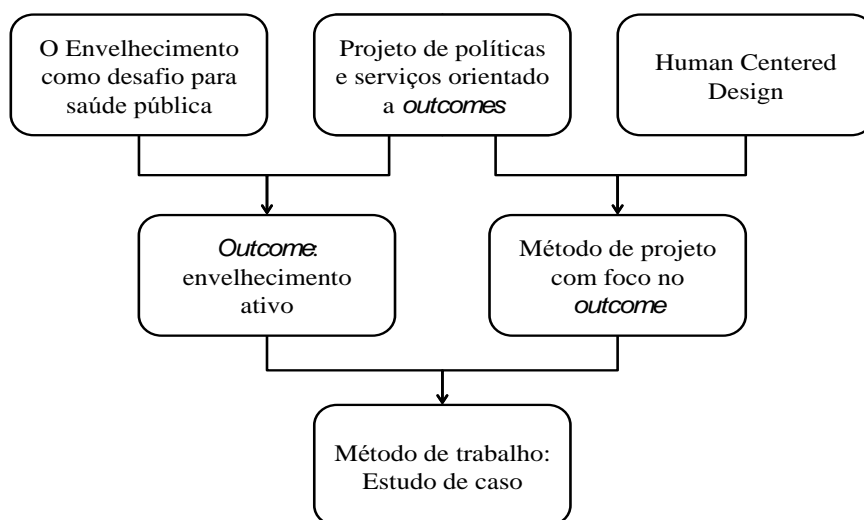 O Envelhecimento
como desafio para
saúde pública
Projeto de políticas
e serviços orientado
a outcomes
Human Centered
Design
Outcome:
envelhecimento
ativo
Método de projeto
com foco no
outcome
Método de trabalho:
Estudo de caso